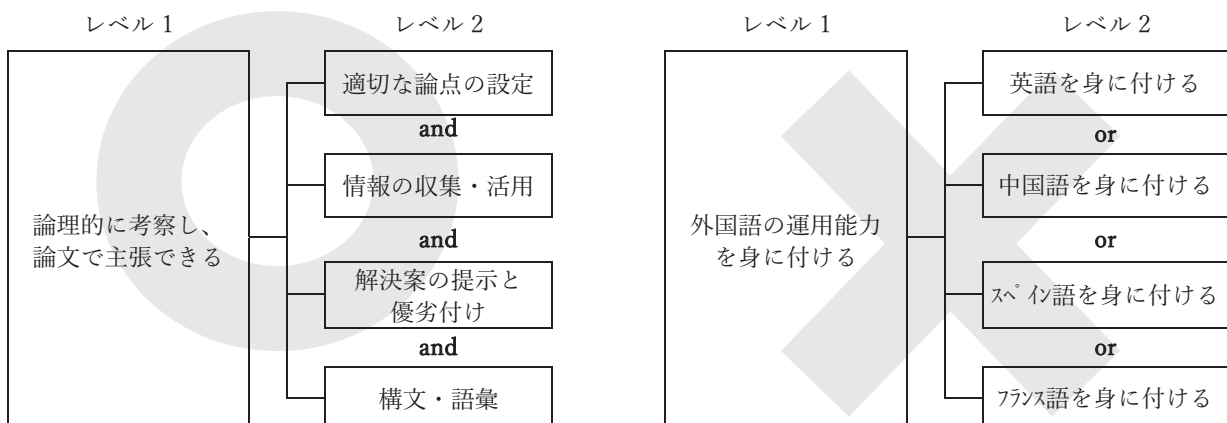 レベル 1
レベル 2
論理的に考察し、
論文で主張できる
適切な論点の設定
and
情報の収集・活用
and
解決案の提示と
優劣付け
and
構文・語彙
レベル 1
レベル 2
外国語の運用能力
を身に付ける
英語を身に付ける
or
中国語を身に付ける
or
スペイン語を身に付ける
or
フランス語を身に付ける